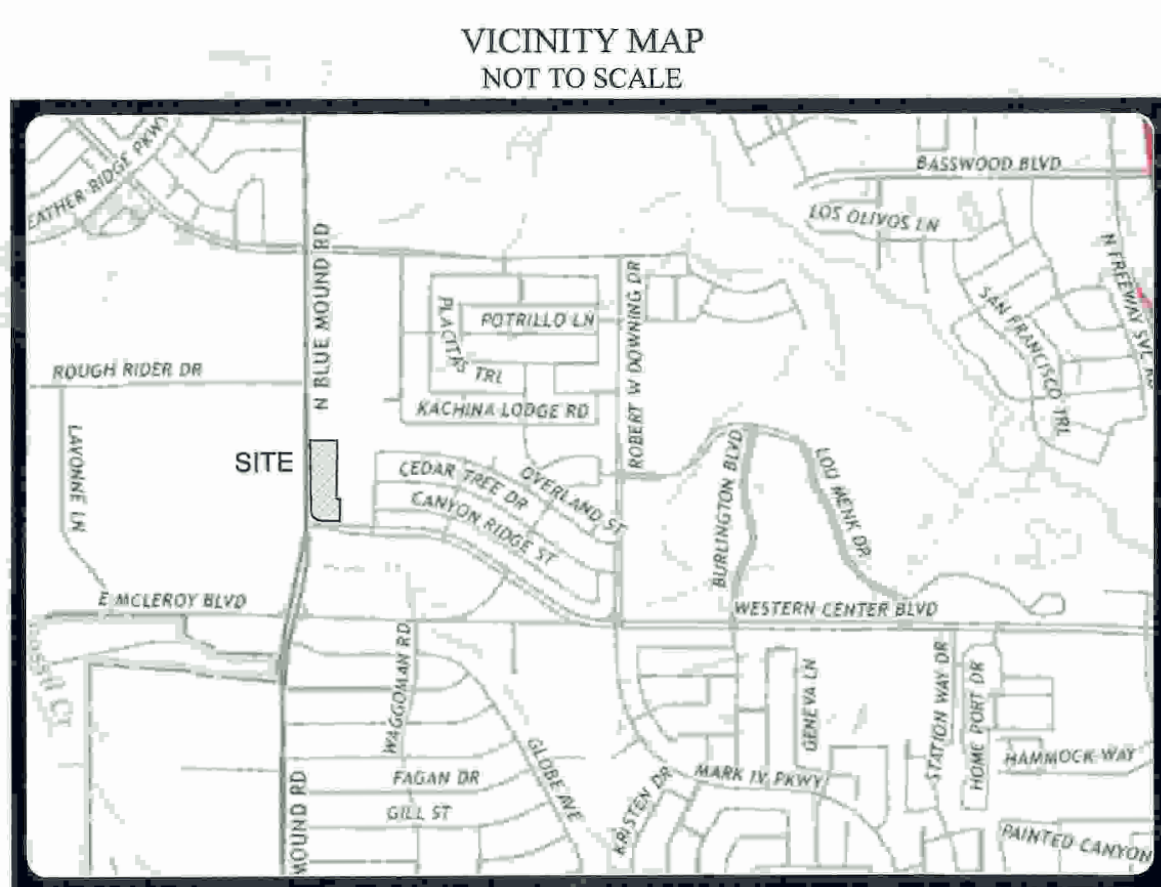 VICINITY MAP
NOT TO SCALE
EATHER RIDGE PKWY
BASSWOOD BLVD
LOS OLIVOS LN
N BLUE MOUND RD
N FREEWAY SVC RD
PLACITAS TRL
POTRILLO LN
ROBERT W DOWNING DR
SAN FRANCISCO TRL
ROUGH RIDER DR
KACHINA LODGE RD
LAVONNE LN
SITE
CEDAR TREE DR
OVERLAND ST
CANYON RIDGE ST
BURLINGTON BLVD
LOU MENK DR
E MCLEROY BLVD
WESTERN CENTER BLVD
WAGGOMAN RD
GENEVA LN
STATION WAY DR
HOME PORT DR
GLOBE AVE
HAMMOCK WAY
MOUND RD
FAGAN DR
MARK IV PKWY
GILL ST
KRISTEN DR
PAINTED CANYON